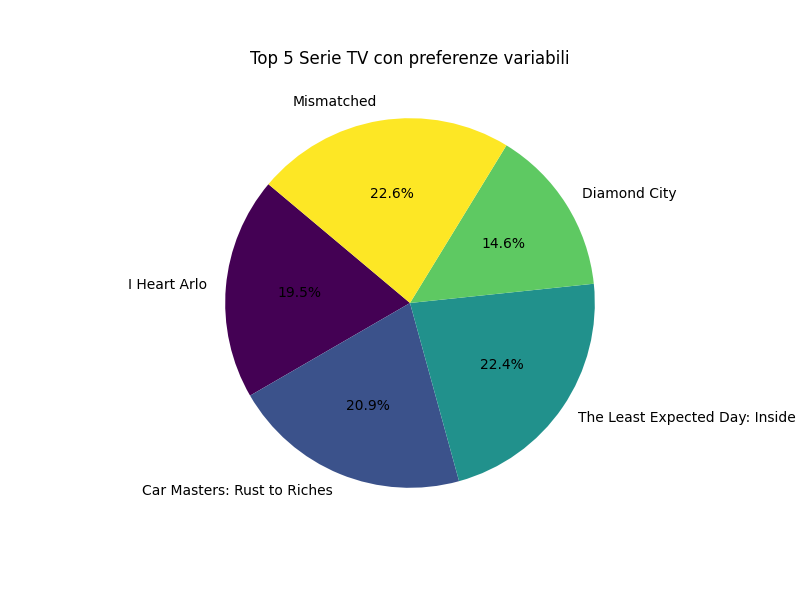 Top 5 Serie TV con preferenze variabili
Mismatched
22.6%
Diamond City
14.6%
I Heart Arlo
19.5%
22.4%
20.9%
The Least Expected Day: Inside
Car Masters: Rust to Riches